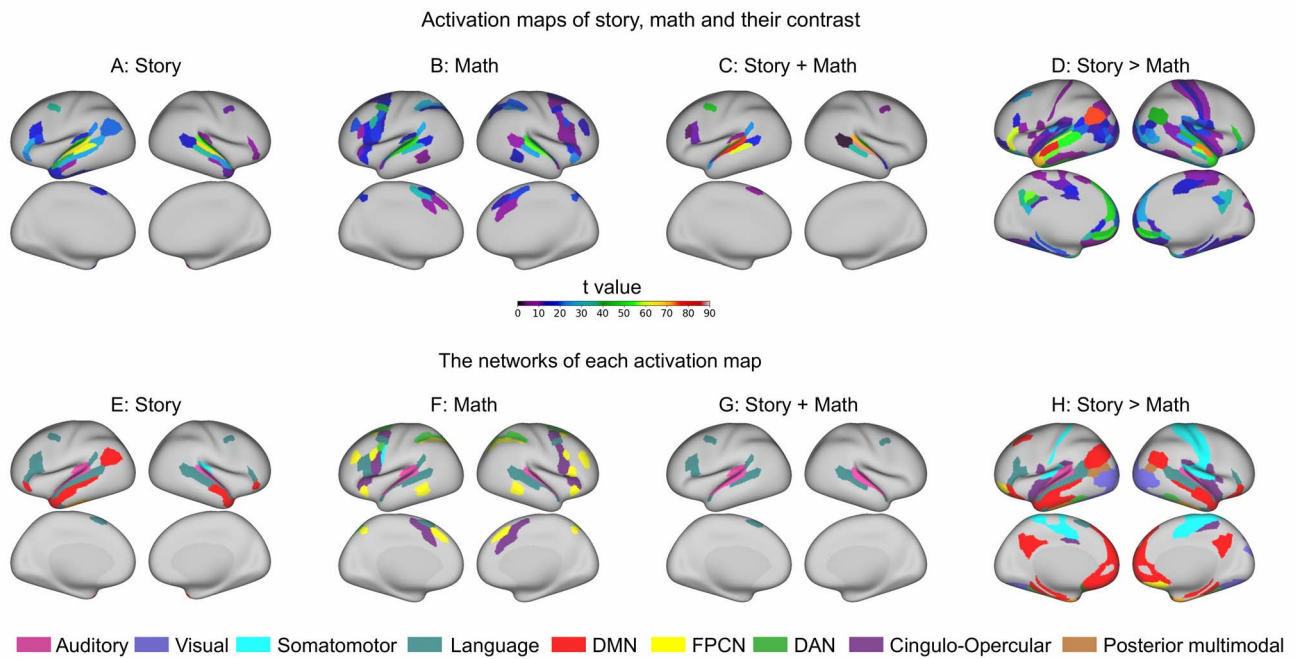 Activation maps of story, math and their contrast
A: Story
B: Math
C: Story + Math
D: Story > Math
t value
0 10 20 30 40 50 60 70 80 90
The networks of each activation map
E: Story
F: Math
G: Story + Math
H: Story > Math
Auditory Visual Somatomotor Language DMN FPCN DAN Cingulo-Opercular Posterior multimodal